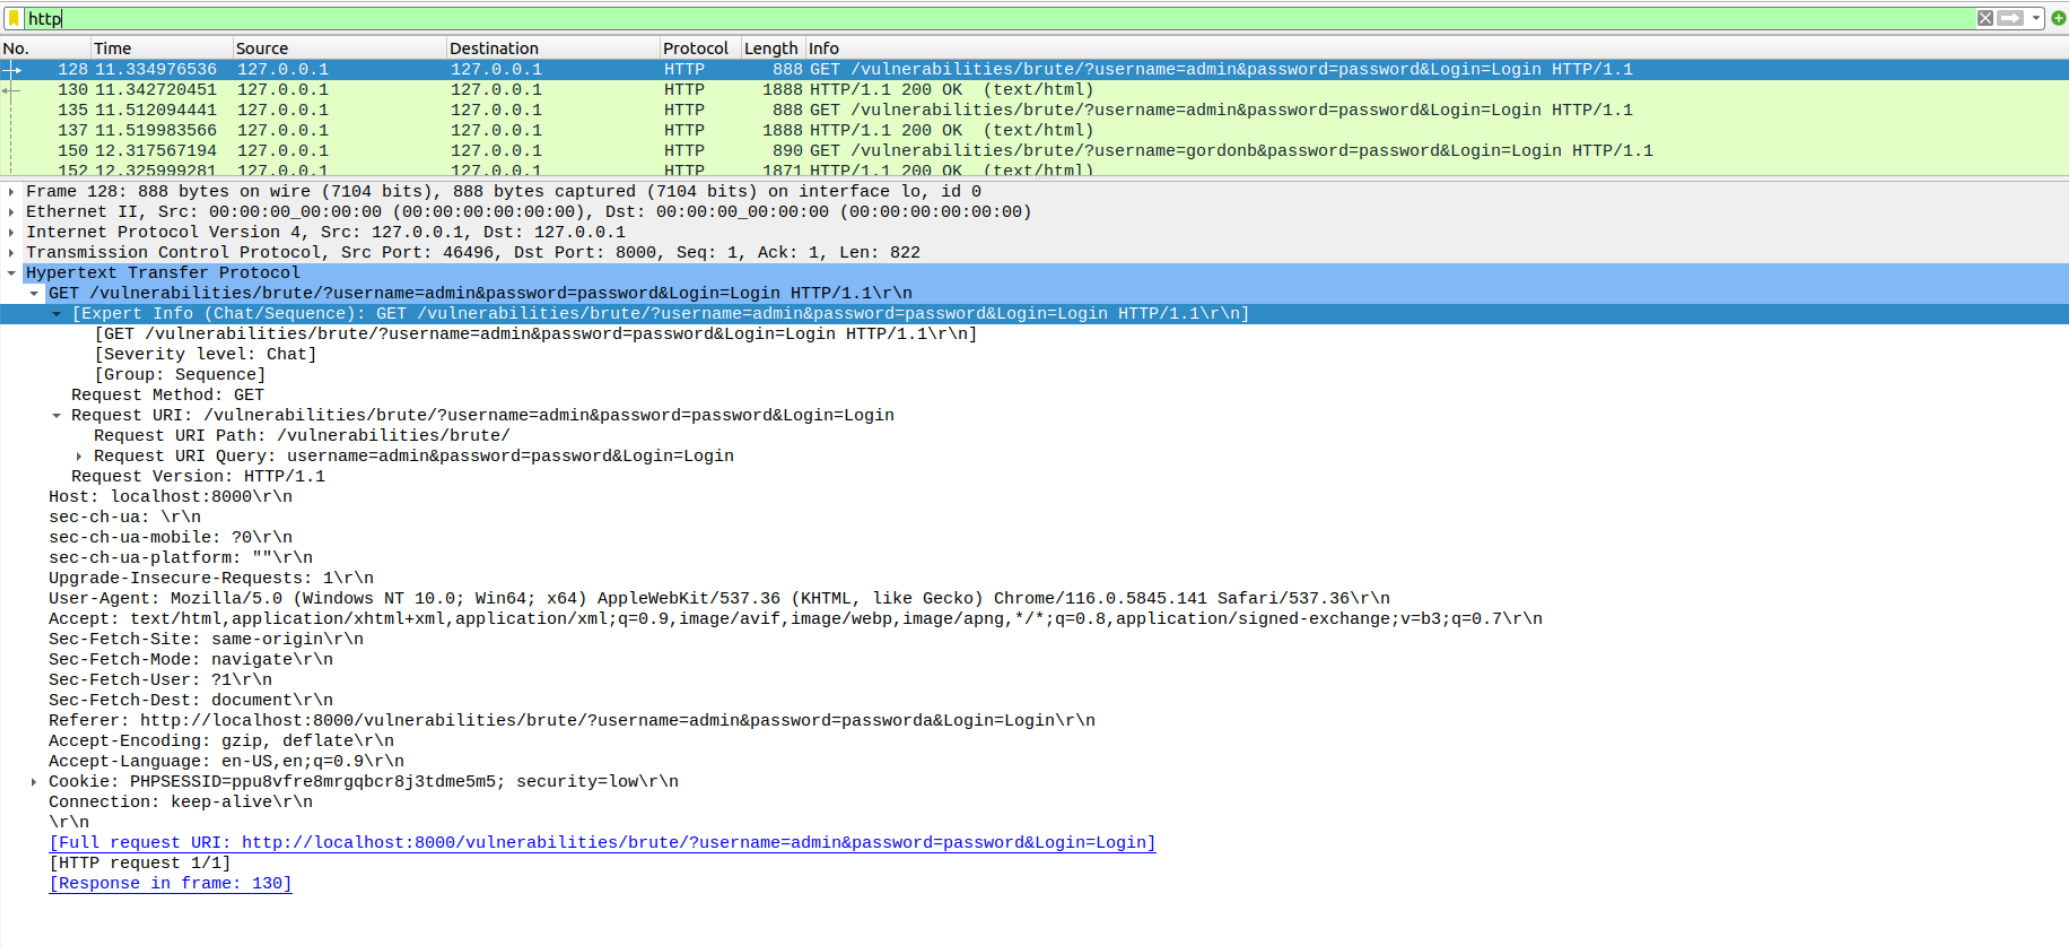 http
No. Time Source Destination Protocol Length Info
128 11.334976536 127.0.0.1 127.0.0.1 HTTP 888 GET /vulnerabilities/brute/?username=admin&password=password&Login=Login HTTP/1.1
130 11.342720451 127.0.0.1 127.0.0.1 HTTP 1888 HTTP/1.1 200 OK (text/html)
135 11.512094441 127.0.0.1 127.0.0.1 HTTP 888 GET /vulnerabilities/brute/?username=admin&password=password&Login=Login HTTP/1.1
137 11.519983566 127.0.0.1 127.0.0.1 HTTP 1888 HTTP/1.1 200 OK (text/html)
150 12.317567194 127.0.0.1 127.0.0.1 HTTP 890 GET /vulnerabilities/brute/?username=gordonb&password=password&Login=Login HTTP/1.1
152 12.325999281 127.0.0.1 127.0.0.1 HTTP 1871 HTTP/1.1 200 OK (text/html)
Frame 128: 888 bytes on wire (7104 bits), 888 bytes captured (7104 bits) on interface lo, id 0
Ethernet II, Src: 00:00:00_00:00:00 (00:00:00:00:00:00), Dst: 00:00:00_00:00:00 (00:00:00:00:00:00)
Internet Protocol Version 4, Src: 127.0.0.1, Dst: 127.0.0.1
Transmission Control Protocol, Src Port: 46496, Dst Port: 8000, Seq: 1, Ack: 1, Len: 822
Hypertext Transfer Protocol
GET /vulnerabilities/brute/?username=admin&password=password&Login=Login HTTP/1.1\r\n
[Expert Info (Chat/Sequence): GET /vulnerabilities/brute/?username=admin&password=password&Login=Login HTTP/1.1\r\n]
[GET /vulnerabilities/brute/?username=admin&password=password&Login=Login HTTP/1.1\r\n]
[Severity level: Chat]
[Group: Sequence]
Request Method: GET
Request URI: /vulnerabilities/brute/?username=admin&password=password&Login=Login
Request URI Path: /vulnerabilities/brute/
Request URI Query: username=admin&password=password&Login=Login
Request Version: HTTP/1.1
Host: localhost:8000\r\n
sec-ch-ua: \r\n
sec-ch-ua-mobile: ?0\r\n
sec-ch-ua-platform: ""\r\n
Upgrade-Insecure-Requests: 1\r\n
User-Agent: Mozilla/5.0 (Windows NT 10.0; Win64; x64) AppleWebKit/537.36 (KHTML, like Gecko) Chrome/116.0.5845.141 Safari/537.36\r\n
Accept: text/html,application/xhtml+xml,application/xml;q=0.9,image/avif,image/webp,image/apng,*/*;q=0.8,application/signed-exchange;v=b3;q=0.7\r\n
Sec-Fetch-Site: same-origin\r\n
Sec-Fetch-Mode: navigate\r\n
Sec-Fetch-User: ?1\r\n
Sec-Fetch-Dest: document\r\n
Referer: http://localhost:8000/vulnerabilities/brute/?username=admin&password=passworda&Login=Login\r\n
Accept-Encoding: gzip, deflate\r\n
Accept-Language: en-US,en;q=0.9\r\n
Cookie: PHPSESSID=ppu8vfre8mrgqbcr8j3tdme5m5; security=low\r\n
Connection: keep-alive\r\n
\r\n
[Full request URI: http://localhost:8000/vulnerabilities/brute/?username=admin&password=password&Login=Login]
[HTTP request 1/1]
[Response in frame: 130]